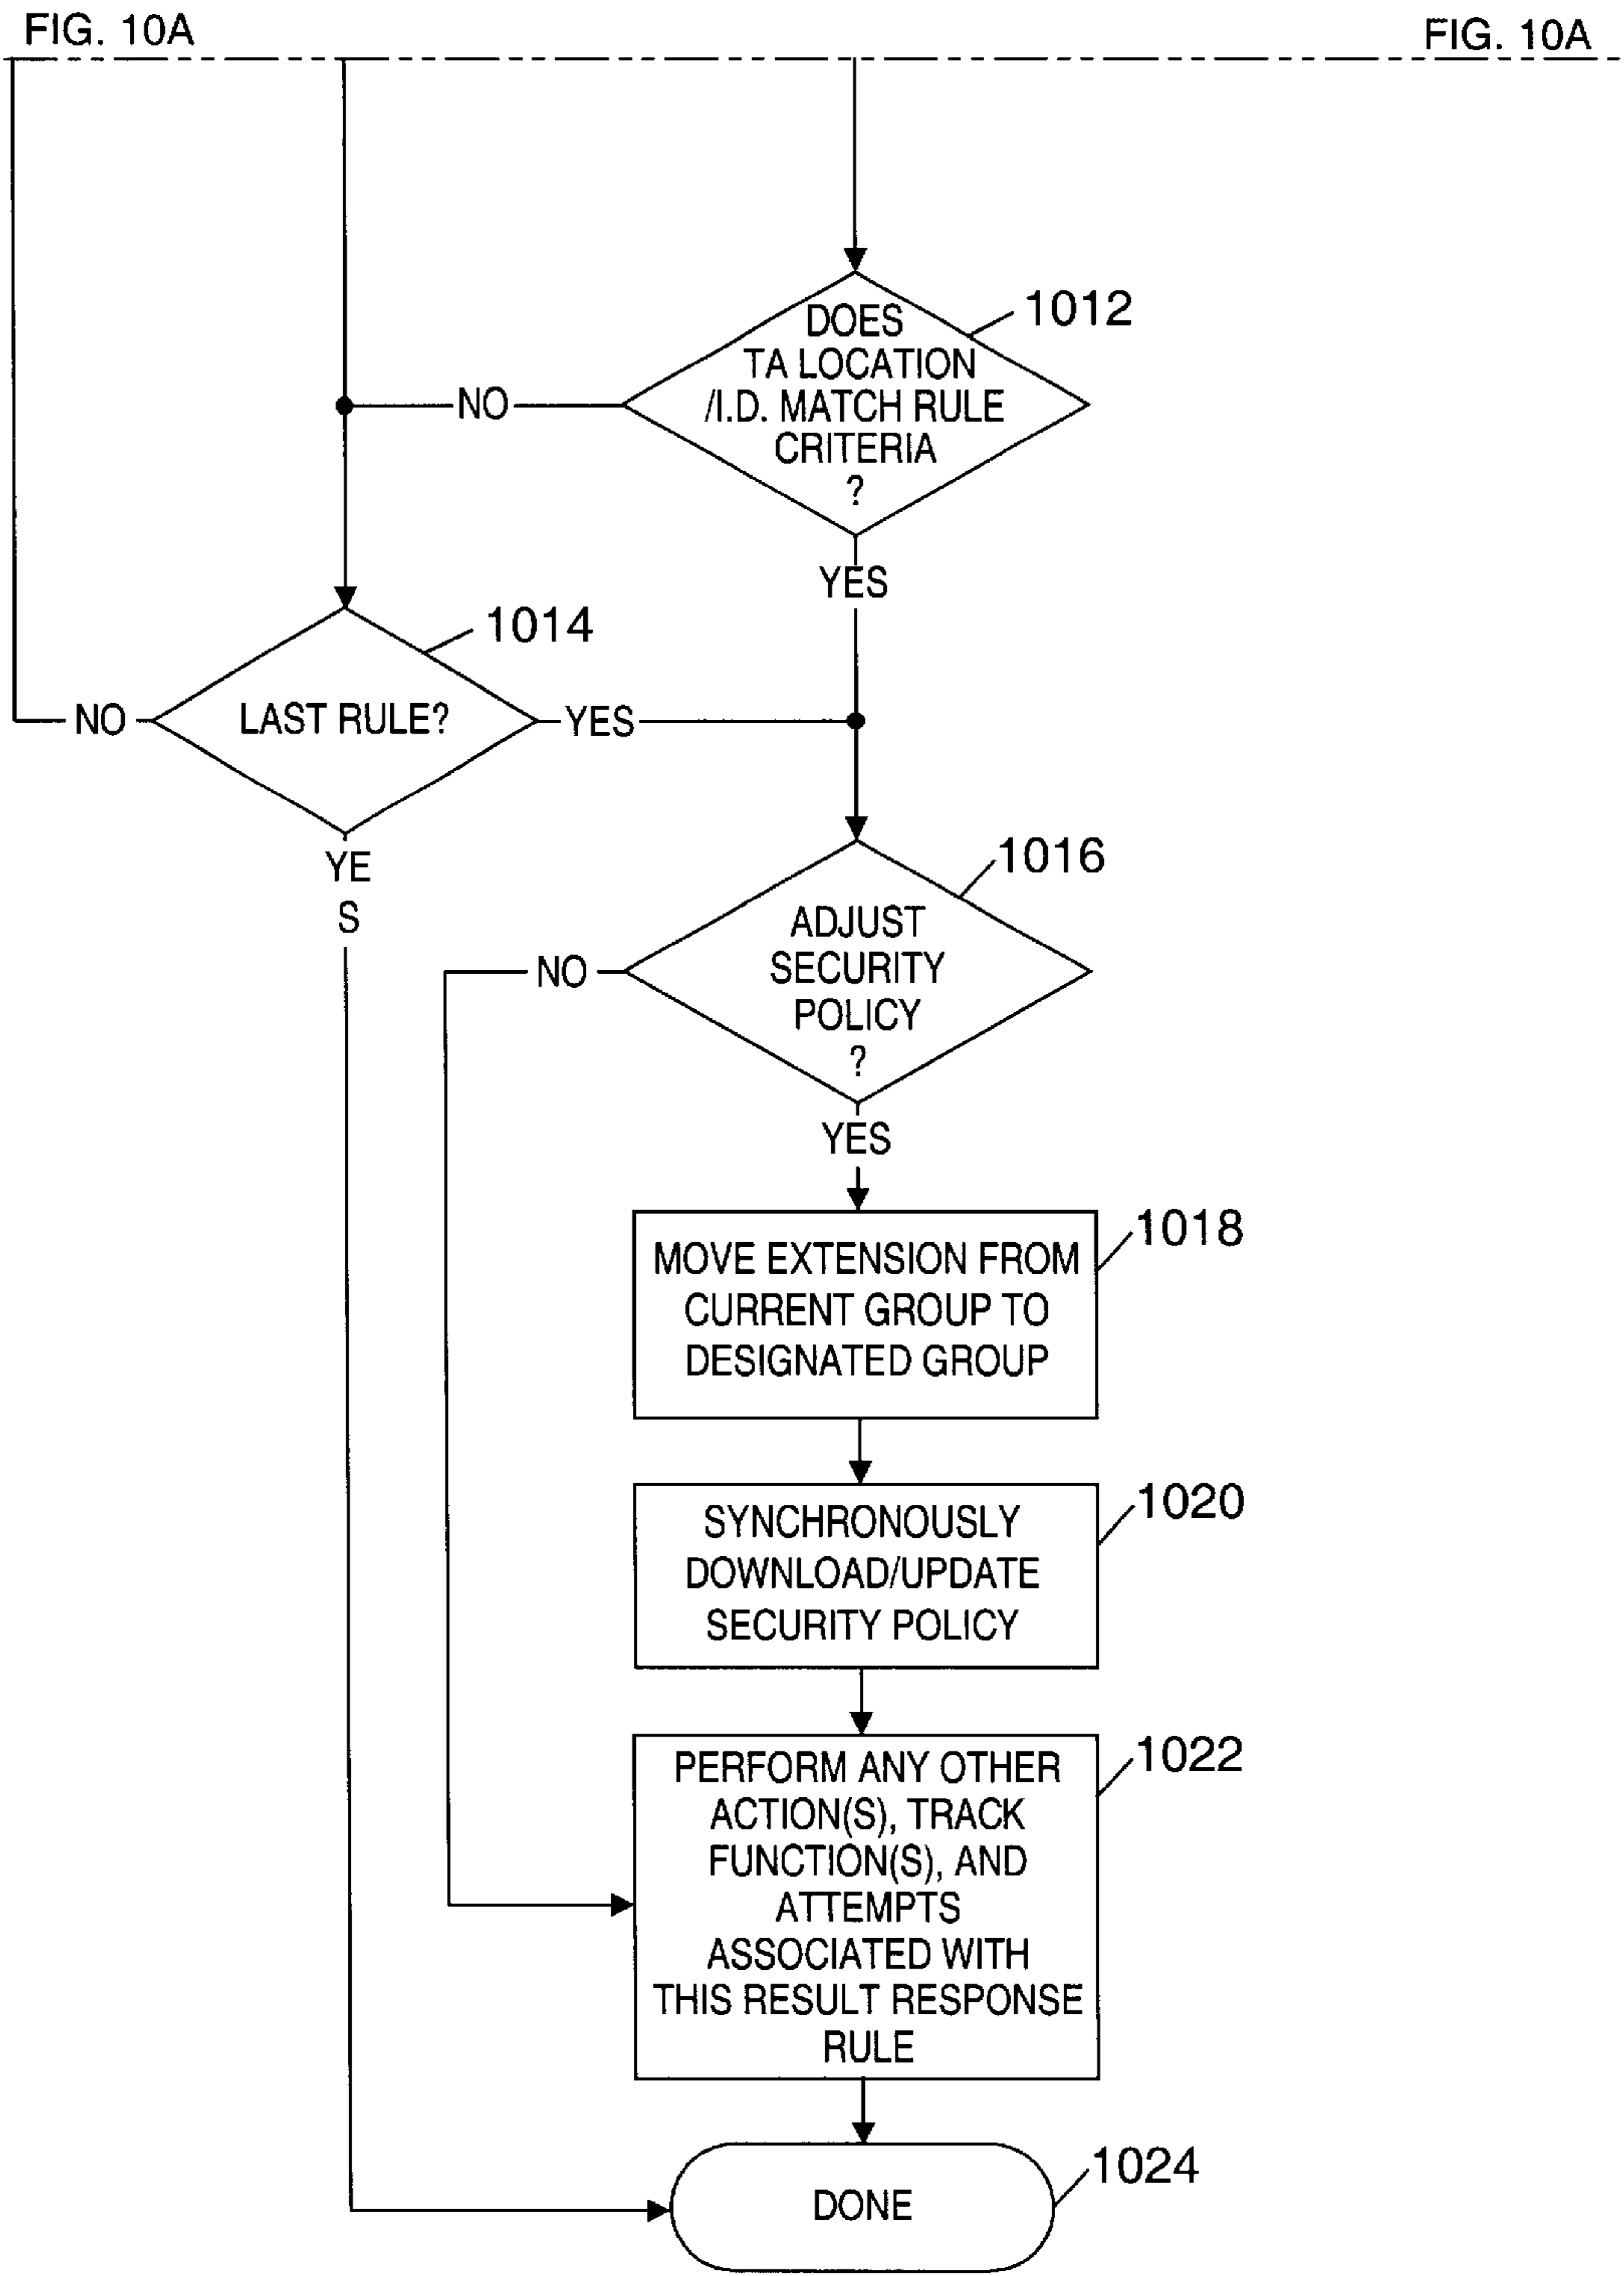 FIG. 10A
FIG. 10A
DOES
TA LOCATION
/I.D. MATCH RULE
CRITERIA
?
1012
NO
YES
1014
LAST RULE?
NO
YES
YE
S
1016
ADJUST
SECURITY
POLICY
?
NO
YES
1018
MOVE EXTENSION FROM
CURRENT GROUP TO
DESIGNATED GROUP
1020
SYNCHRONOUSLY
DOWNLOAD/UPDATE
SECURITY POLICY
1022
PERFORM ANY OTHER
ACTION(S), TRACK
FUNCTION(S), AND
ATTEMPTS
ASSOCIATED WITH
THIS RESULT RESPONSE
RULE
1024
DONE